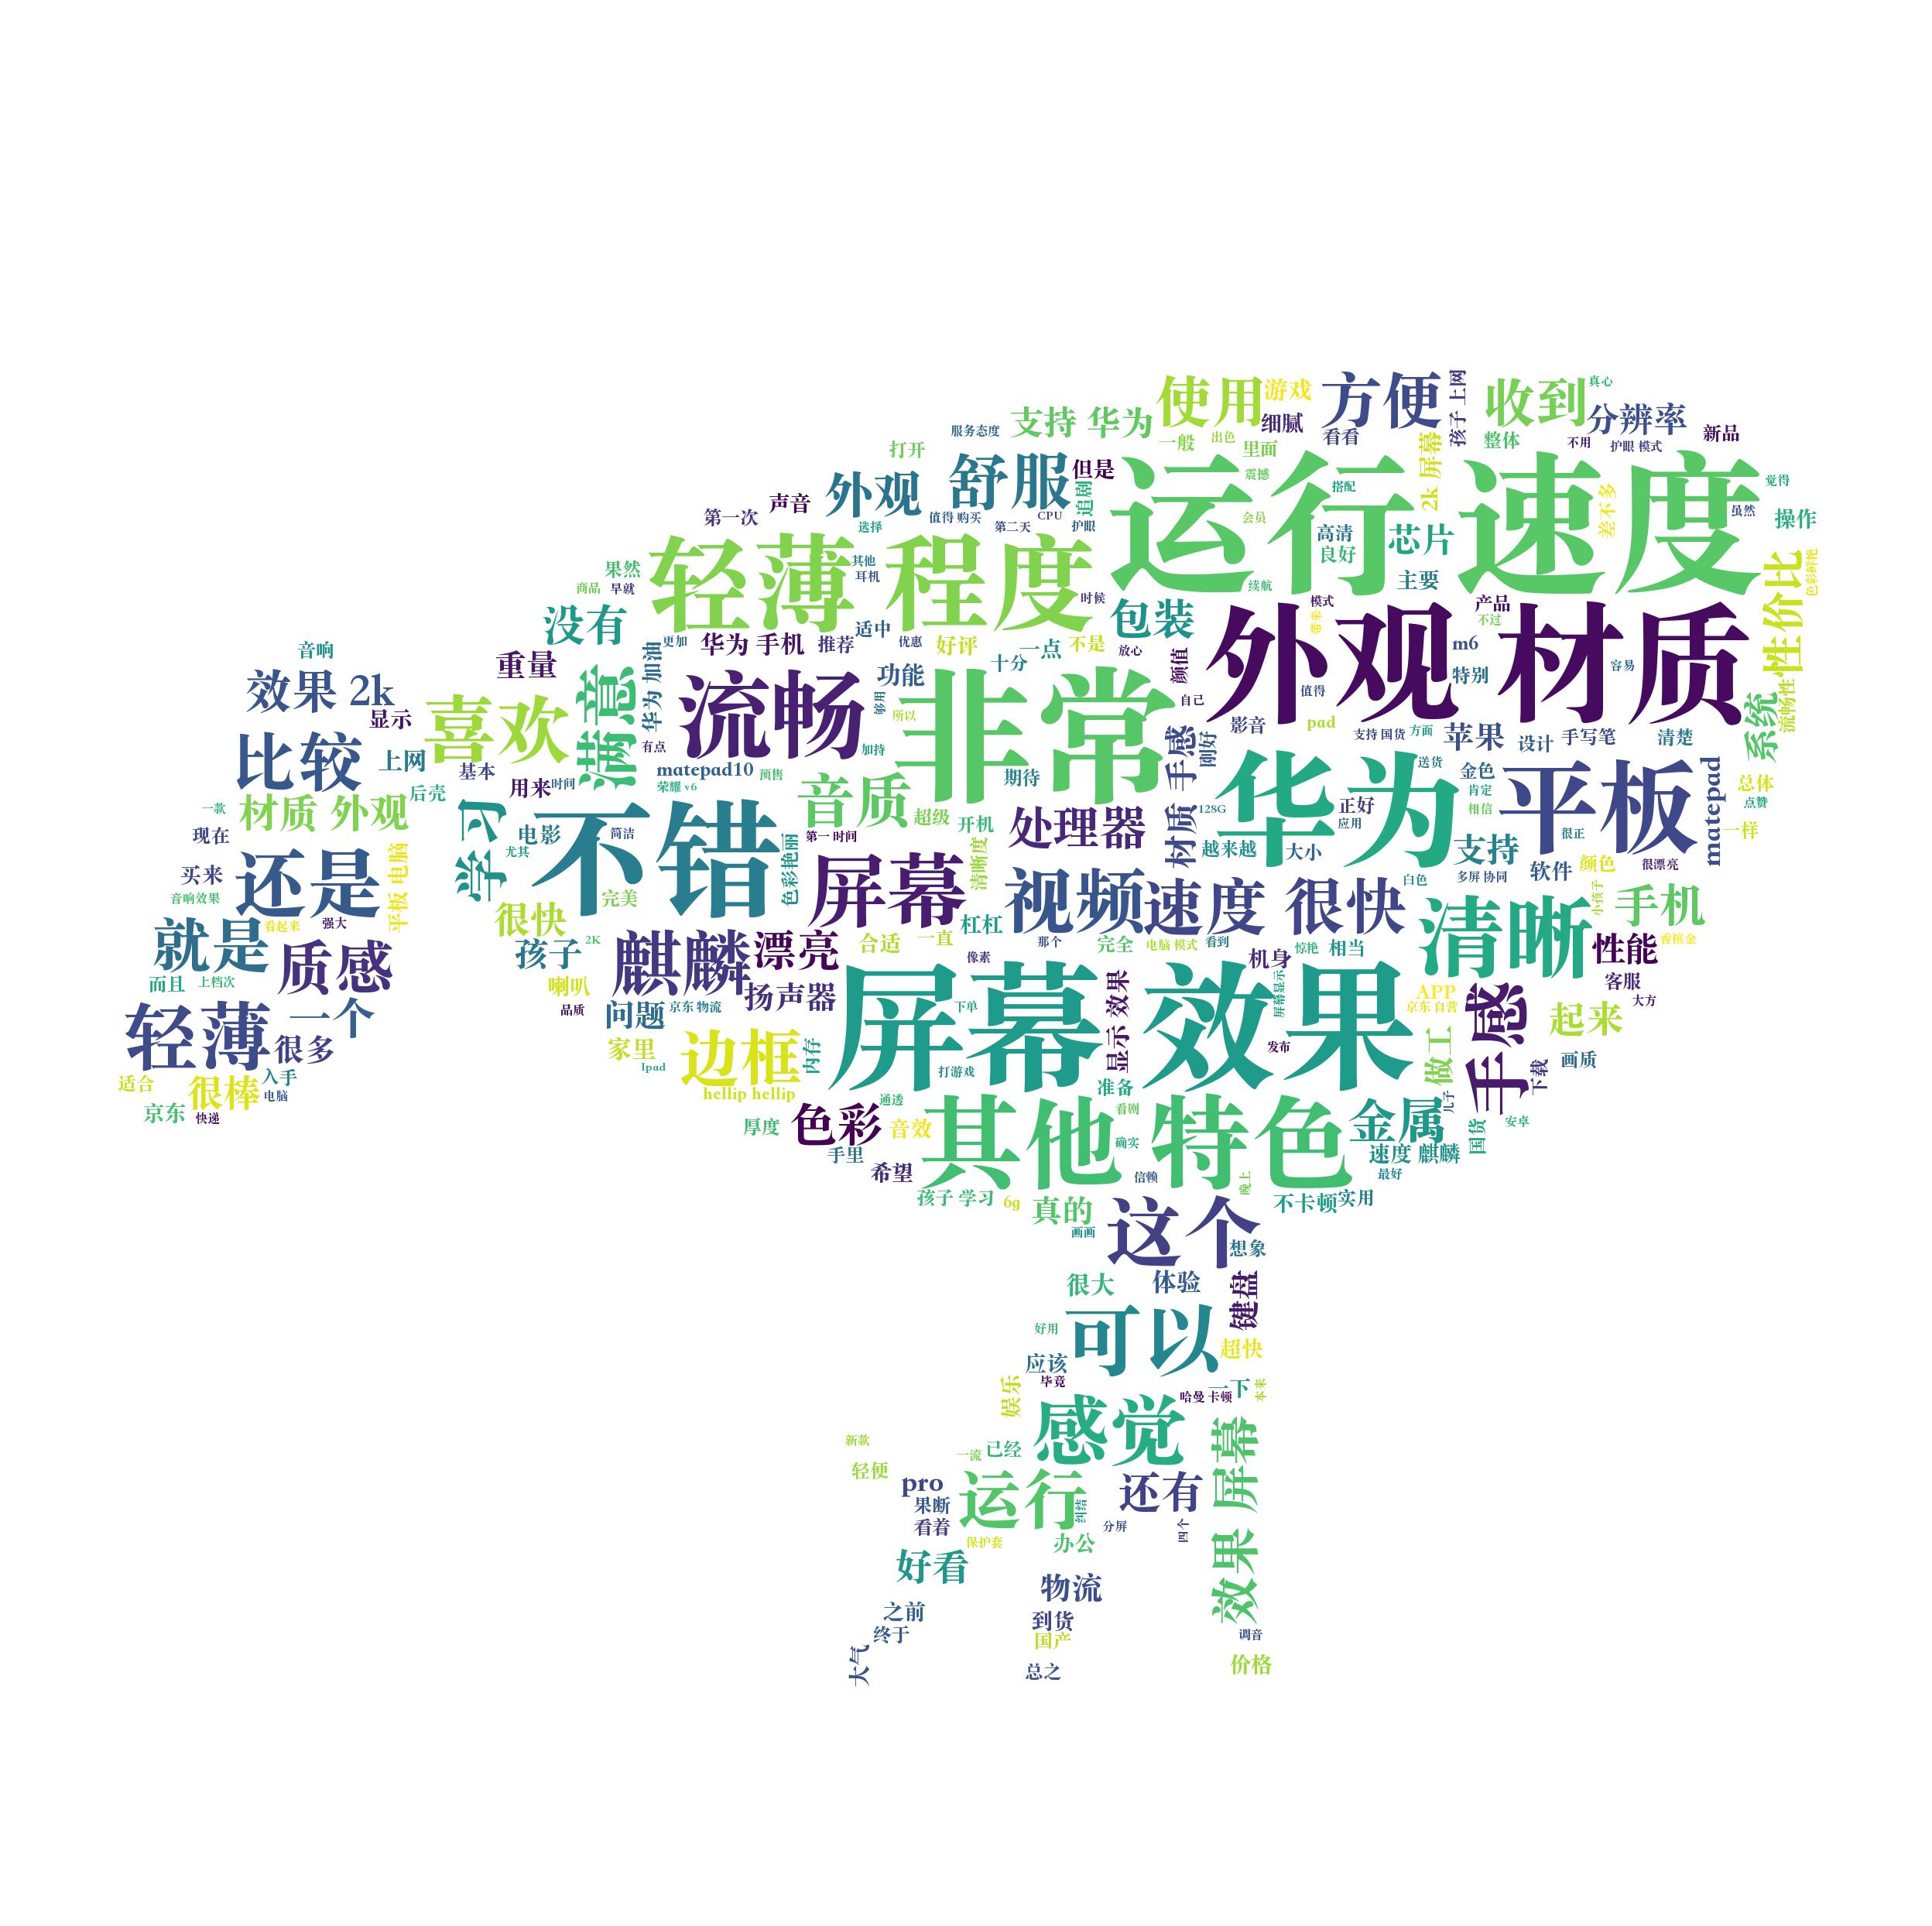 使用
游戏
方便
孩子 上网
收到
真心
支持 华为
服务态度
细腻
看看
分辨率
新品
一般
出色
里面
2k 屏幕
整体
不用
护眼 模式
打开
外观
舒服
但是
运行 速度
震撼
搭配
觉得
声音
第一次
选择
值得 购买
第二天
CPU
护眼
追剧
会员
高清
良好
芯片
差不多
虽然
操作
果然
商品
早就
轻薄 程度
其他
耳机
时候
续航
主要
性价比
色彩鲜艳
没有
更加
华为 手机
推荐
适中
优惠
好评
一点
不是
包装
放心
模式
带来
产品
不过
音响
重量
满意
华为 加油
功能
十分
颜值
外观 材质
m6
特别
容易
值得
效果 2k
显示
喜欢
流畅
够用
所以
非常
自己
影音
pad
支持 国货
方面
苹果
设计
手写笔
清楚
系统
流畅性
比较
上网
基本
有点
加持
matepad10
预售
荣耀 v6
期待
材质 手感
刚好
华为
送货
金色
肯定
平板
matepad
总体
点赞
材质 外观
后壳
一款
用来
时间
音质
超级
开机
处理器
128G
正好
应用
相信
很正
一样
现在
学习
电影
尤其
简洁
不错
色彩艳丽
第一 时间
清晰度
越来越
大小
支持
软件
颜色
很漂亮
买来
还是
平板 电脑
音响效果
屏幕
视频
速度 很快
白色
多屏 协同
小孩子
手机
看起来
强大
很快
完美
杠杠
清晰
就是
质感
孩子
2K
麒麟
漂亮
合适
一直
那个
完全
电脑 模式
看到
机身
惊艳
相当
性能
香槟金
而且
上档次
喇叭
品质
扬声器
像素
屏幕 效果
显示 效果
屏幕显示
APP
京东 自营
客服
大方
轻薄
一个
很多
问题
京东 物流
下单
发布
手感
起来
家里
Ipad
边框
内存
打游戏
做工
下载
画质
适合
很棒
入手
电脑
hellip hellip
准备
京东
快递
厚度
色彩
通透
音效
其他 特色
看剧
确实
金属
儿子
国货
安卓
手里
希望
信赖
晚上
速度 麒麟
最好
孩子 学习
6g
真的
画画
不卡顿
实用
这个
想象
很大
体验
键盘
好用
可以
超快
应该
毕竟
一下
本来
娱乐
哈曼 卡顿
感觉
效果 屏幕
新款
一流
已经
轻便
pro
运行
纠结
还有
果断
看着
分屏
四个
保护套
办公
好看
物流
之前
到货
终于
国产
调音
大气
总之
价格